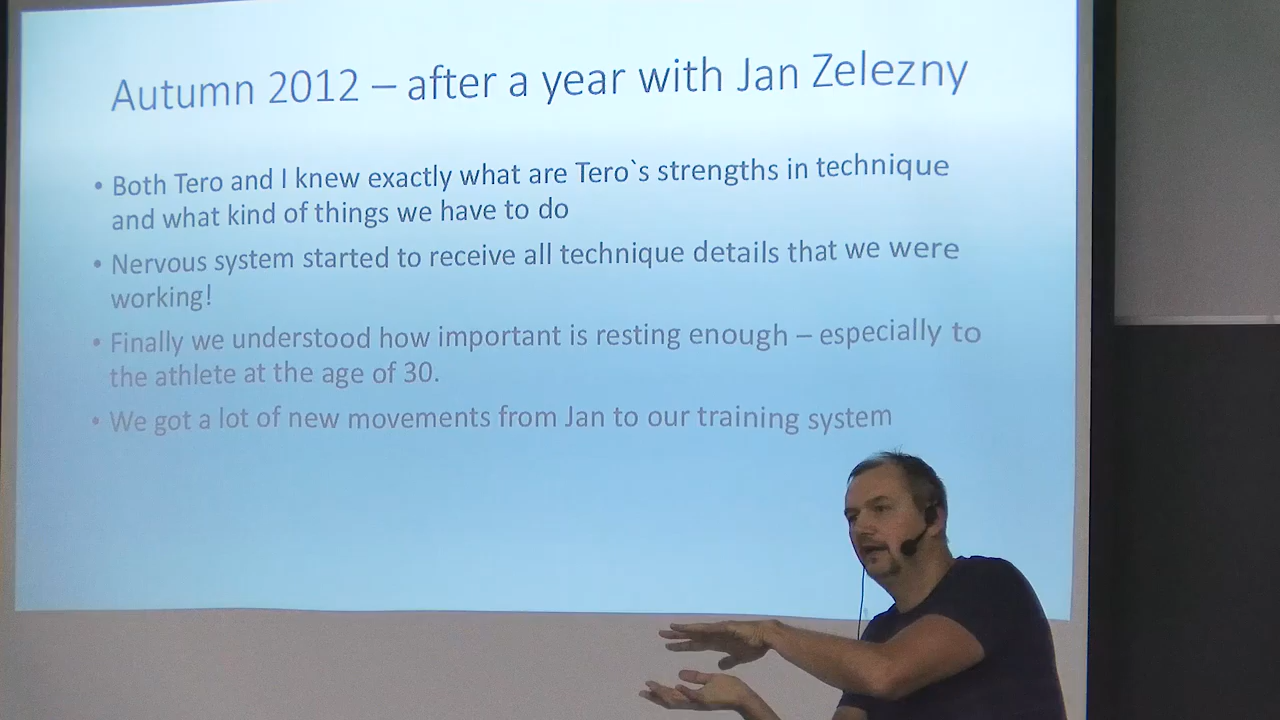 Autumn 2012 – after a year with Jan Zelezny
• Both Tero and I knew exactly what are Tero`s strengths in technique
and what kind of things we have to do
• Nervous system started to receive all technique details that we were
working!
• Finally we understood how important is resting enough – especially to
the athlete at the age of 30.
• We got a lot of new movements from Jan to our training system